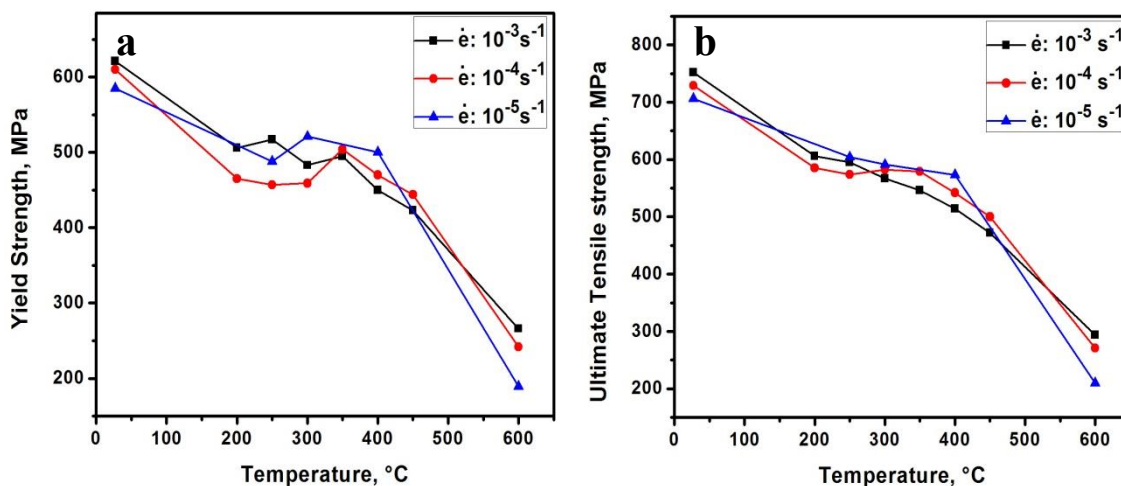 a
ė: 10⁻³s⁻¹
ė: 10⁻⁴s⁻¹
ė: 10⁻⁵s⁻¹
Yield Strength, MPa
600
500
400
300
200
0 100 200 300 400 500 600
Temperature, °C
b
ė: 10⁻³ s⁻¹
ė: 10⁻⁴ s⁻¹
ė: 10⁻⁵ s⁻¹
Ultimate Tensile strength, MPa
800
700
600
500
400
300
200
0 100 200 300 400 500 600
Temperature, °C